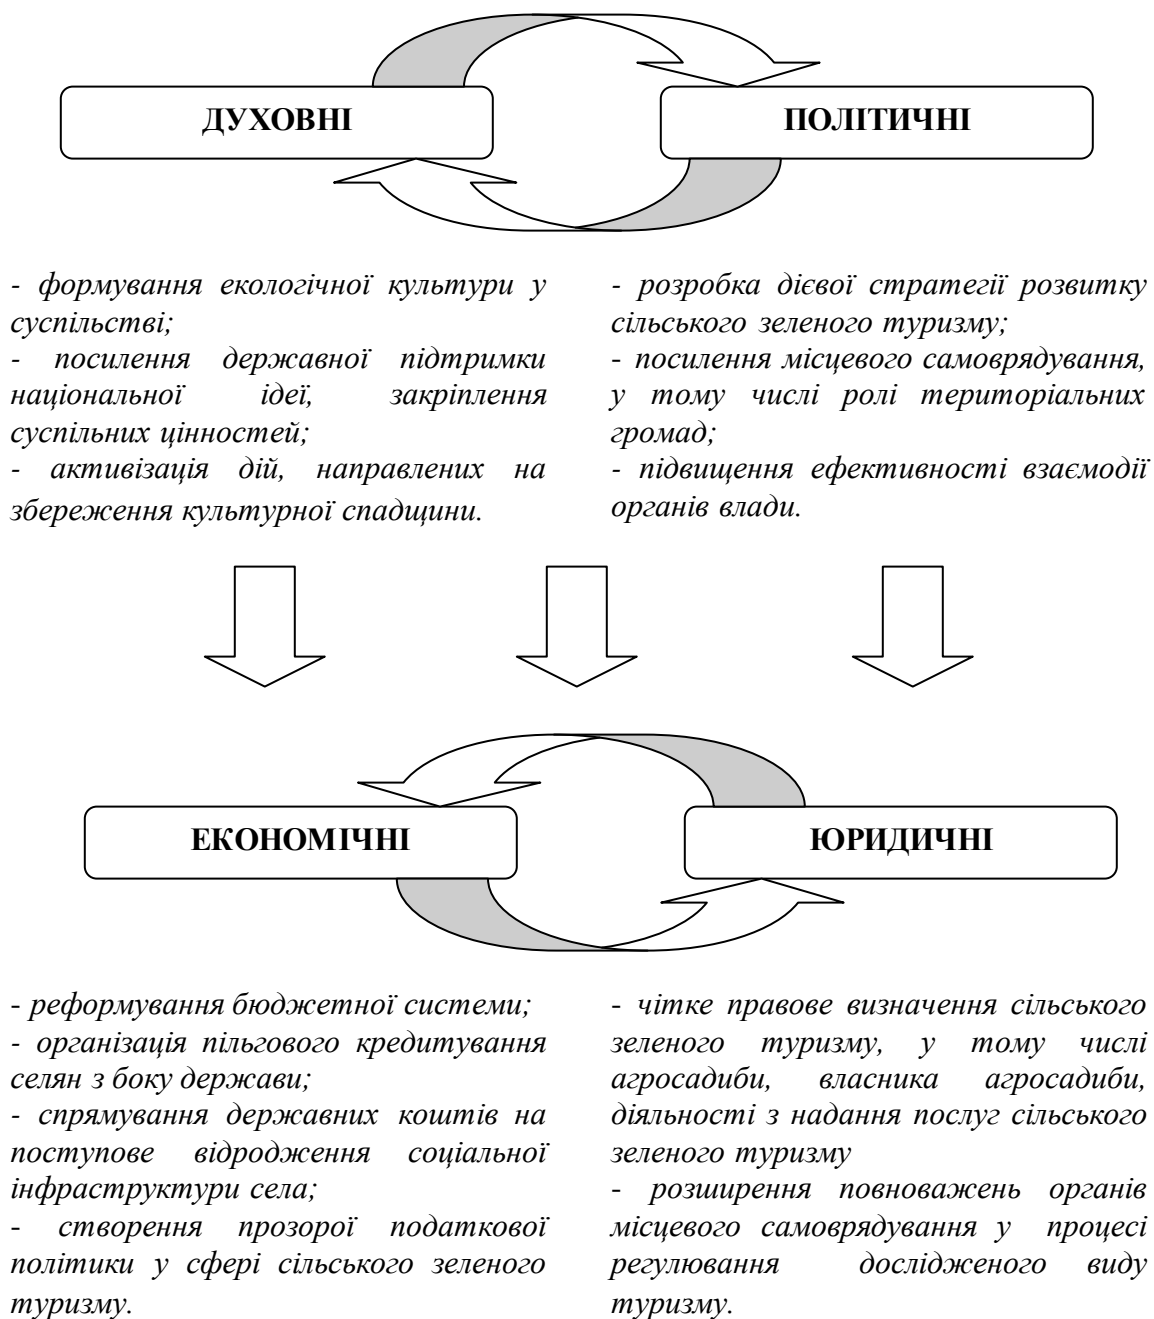 ДУХОВНІ
ПОЛІТИЧНІ
- формування екологічної культури у
суспільстві;
- посилення державної підтримки
національної ідеї, закріплення
суспільних цінностей;
- активізація дій, направлених на
збереження культурної спадщини.
- розробка дієвої стратегії розвитку
сільського зеленого туризму;
- посилення місцевого самоврядування,
у тому числі ролі територіальних
громад;
- підвищення ефективності взаємодії
органів влади.
ЕКОНОМІЧНІ
ЮРИДИЧНІ
- реформування бюджетної системи;
- організація пільгового кредитування
селян з боку держави;
- спрямування державних коштів на
поступове відродження соціальної
інфраструктури села;
- створення прозорої податкової
політики у сфері сільського зеленого
туризму.
- чітке правове визначення сільського
зеленого туризму, у тому числі
агросадиби, власника агросадиби,
діяльності з надання послуг сільського
зеленого туризму
- розширення повноважень органів
місцевого самоврядування у процесі
регулювання дослідженого виду
туризму.